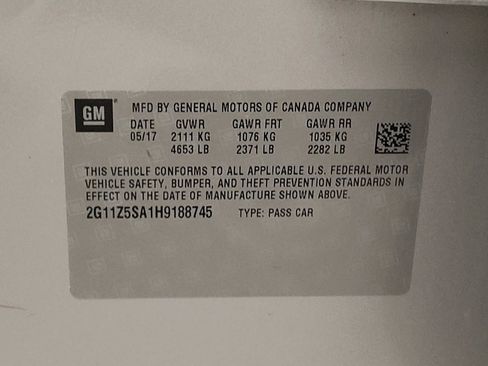 GM
MFD BY GENERAL MOTORS OF CANADA COMPANY
DATE GVWR GAWR FRT GAWR RR
05/17 2111 KG 1076 KG 1035 KG
4653 LB 2371 LB 2282 LB
THIS VEHICLE CONFORMS TO ALL APPLICABLE U.S. FEDERAL MOTOR
VEHICLE SAFETY, BUMPER, AND THEFT PREVENTION STANDARDS IN
EFFECT ON THE DATE OF MANUFACTURE SHOWN ABOVE.
2G11Z5SA1H9188745 TYPE: PASS CAR